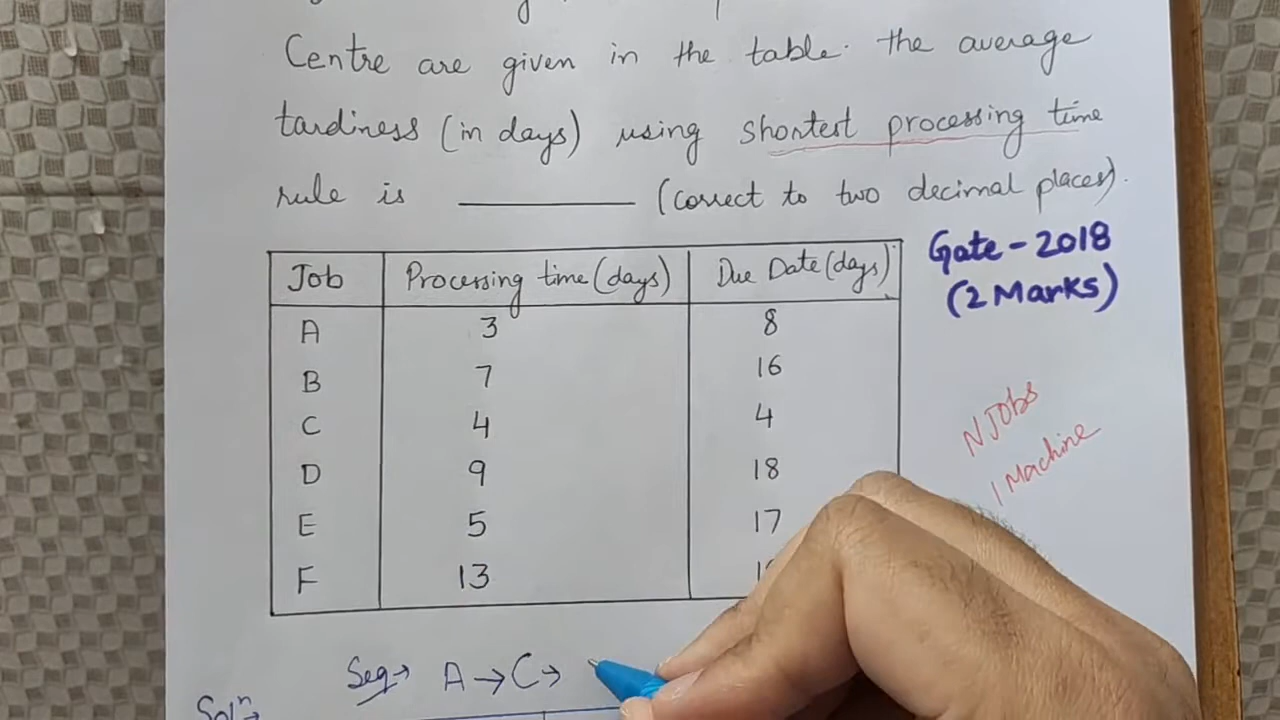 Centre are given in the table. the average
tardiness (in days) using shortest processing time
rule is ______ (correct to two decimal places).
Gate - 2018
(2 Marks)
Job Processing time (days) Due Date (days)
A 3 8
B 7 16
C 4 4
D 9 18
E 5 17
F 13
N JOBS
1 Machine
Seq→ A → C →
Solⁿ→